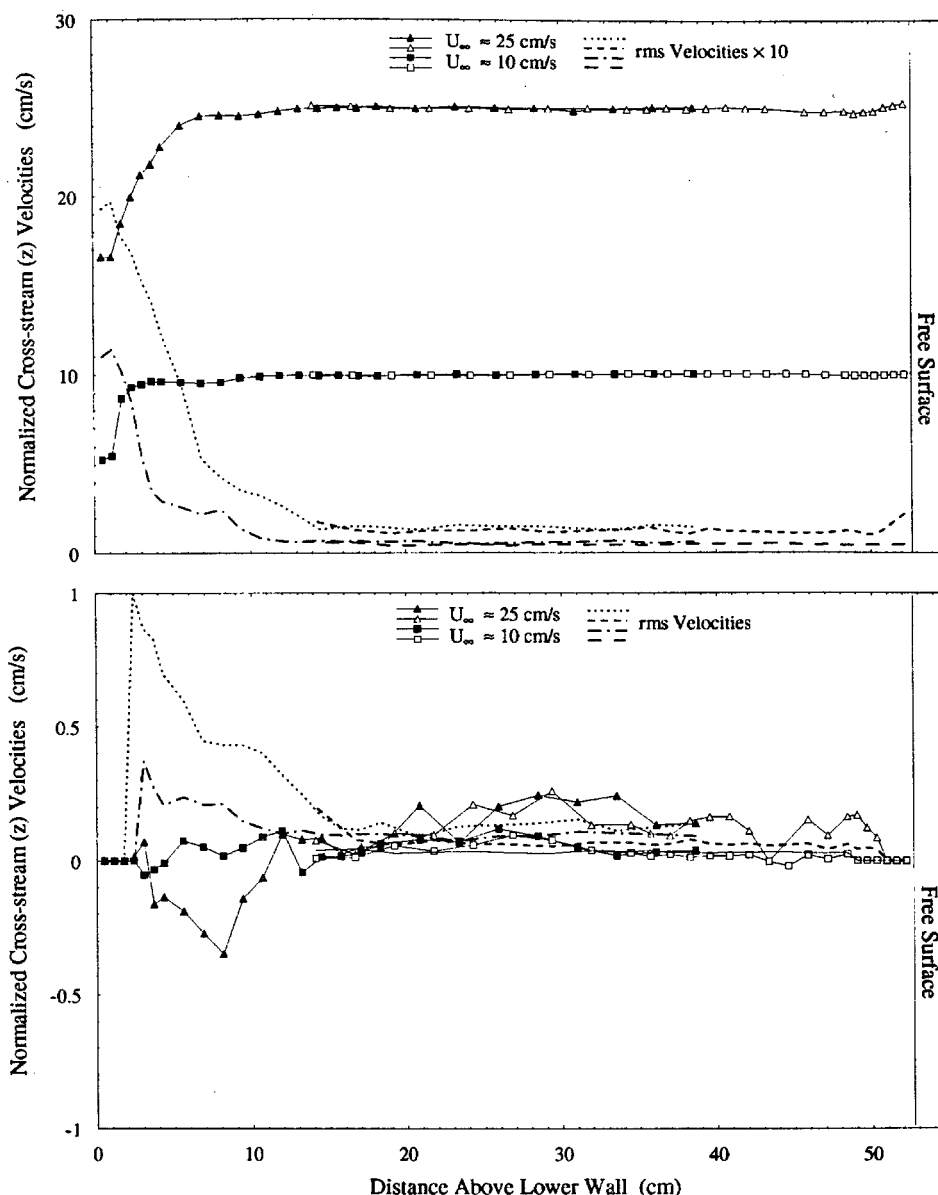 30
20
10
0
Normalized Cross-stream (z) Velocities (cm/s)
U∞ ≈ 25 cm/s
U∞ ≈ 10 cm/s
rms Velocities × 10
Free Surface
1
0.5
0
-0.5
-1
Normalized Cross-stream (z) Velocities (cm/s)
U∞ ≈ 25 cm/s
U∞ ≈ 10 cm/s
rms Velocities
Free Surface
0 10 20 30 40 50
Distance Above Lower Wall (cm)